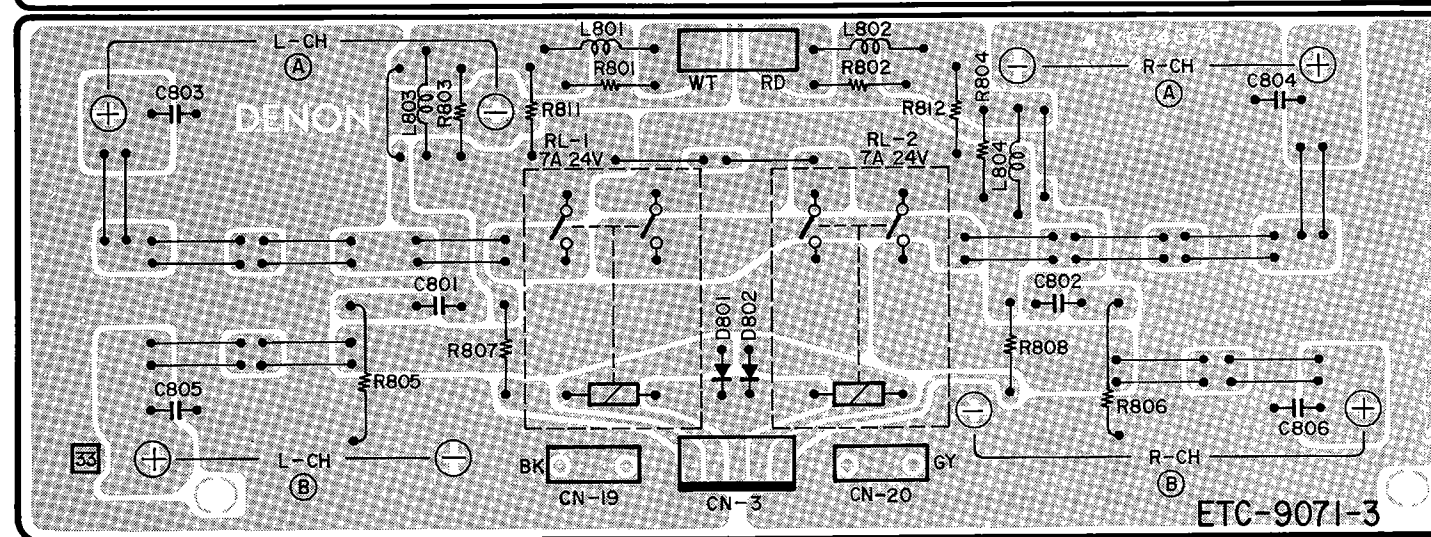 L-CH
A
L801
L802
R-CH
A
C803
DENON
L803
R803
R811
R801
WT
RD
R802
R812
R804
C804
RL-1
7A 24V
RL-2
7A 24V
L804
C801
C802
D801
D802
R807
R808
R805
R806
C805
C806
33
L-CH
B
BK
CN-19
CN-3
CN-20
GY
R-CH
B
ETC-9071-3